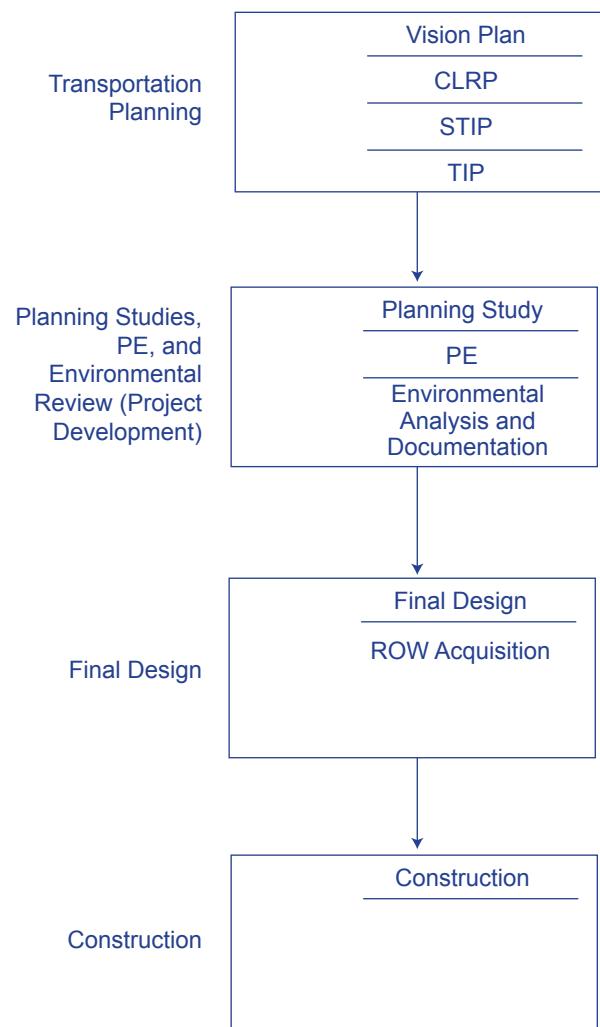 Transportation
Planning
Vision Plan
CLRP
STIP
TIP
Planning Studies,
PE, and
Environmental
Review (Project
Development)
Planning Study
PE
Environmental
Analysis and
Documentation
Final Design
Final Design
ROW Acquisition
Construction
Construction